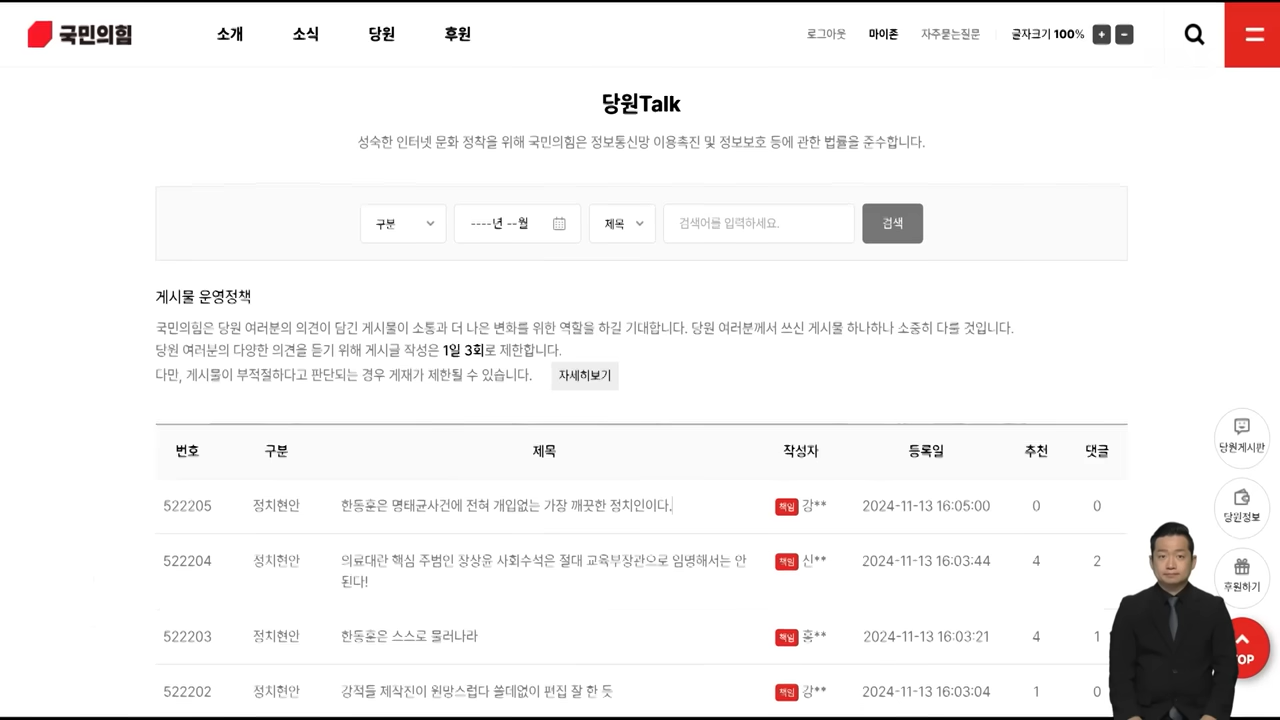 국민의힘
소개 소식 당원 후원
로그아웃 마이존 자주묻는질문 글자크기 100% + -
당원Talk
성숙한 인터넷 문화 정착을 위해 국민의힘은 정보통신망 이용촉진 및 정보보호 등에 관한 법률을 준수합니다.
구분 ----년 --월 제목 검색어를 입력하세요. 검색
게시물 운영정책
국민의힘은 당원 여러분의 의견이 담긴 게시물이 소통과 더 나은 변화를 위한 역할을 하길 기대합니다. 당원 여러분께서 쓰신 게시물 하나하나 소중히 다룰 것입니다.
당원 여러분의 다양한 의견을 듣기 위해 게시글 작성은 1일 3회로 제한합니다.
다만, 게시물이 부적절하다고 판단되는 경우 게재가 제한될 수 있습니다. 자세히보기
번호 구분 제목 작성자 등록일 추천 댓글
522205 정치현안 한동훈은 명태균사건에 전혀 개입없는 가장 깨끗한 정치인이다. 책임 강** 2024-11-13 16:05:00 0 0
522204 정치현안 의료대란 핵심 주범인 장상윤 사회수석은 절대 교육부장관으로 임명해서는 안 책임 신** 2024-11-13 16:03:44 4 2
된다!
522203 정치현안 한동훈은 스스로 물러나라 책임 홍** 2024-11-13 16:03:21 4 1
522202 정치현안 강적들 제작진이 원망스럽다 쓸데없이 편집 잘 한 듯 책임 강** 2024-11-13 16:03:04 1 0
당원게시판
당원정보
후원하기
TOP